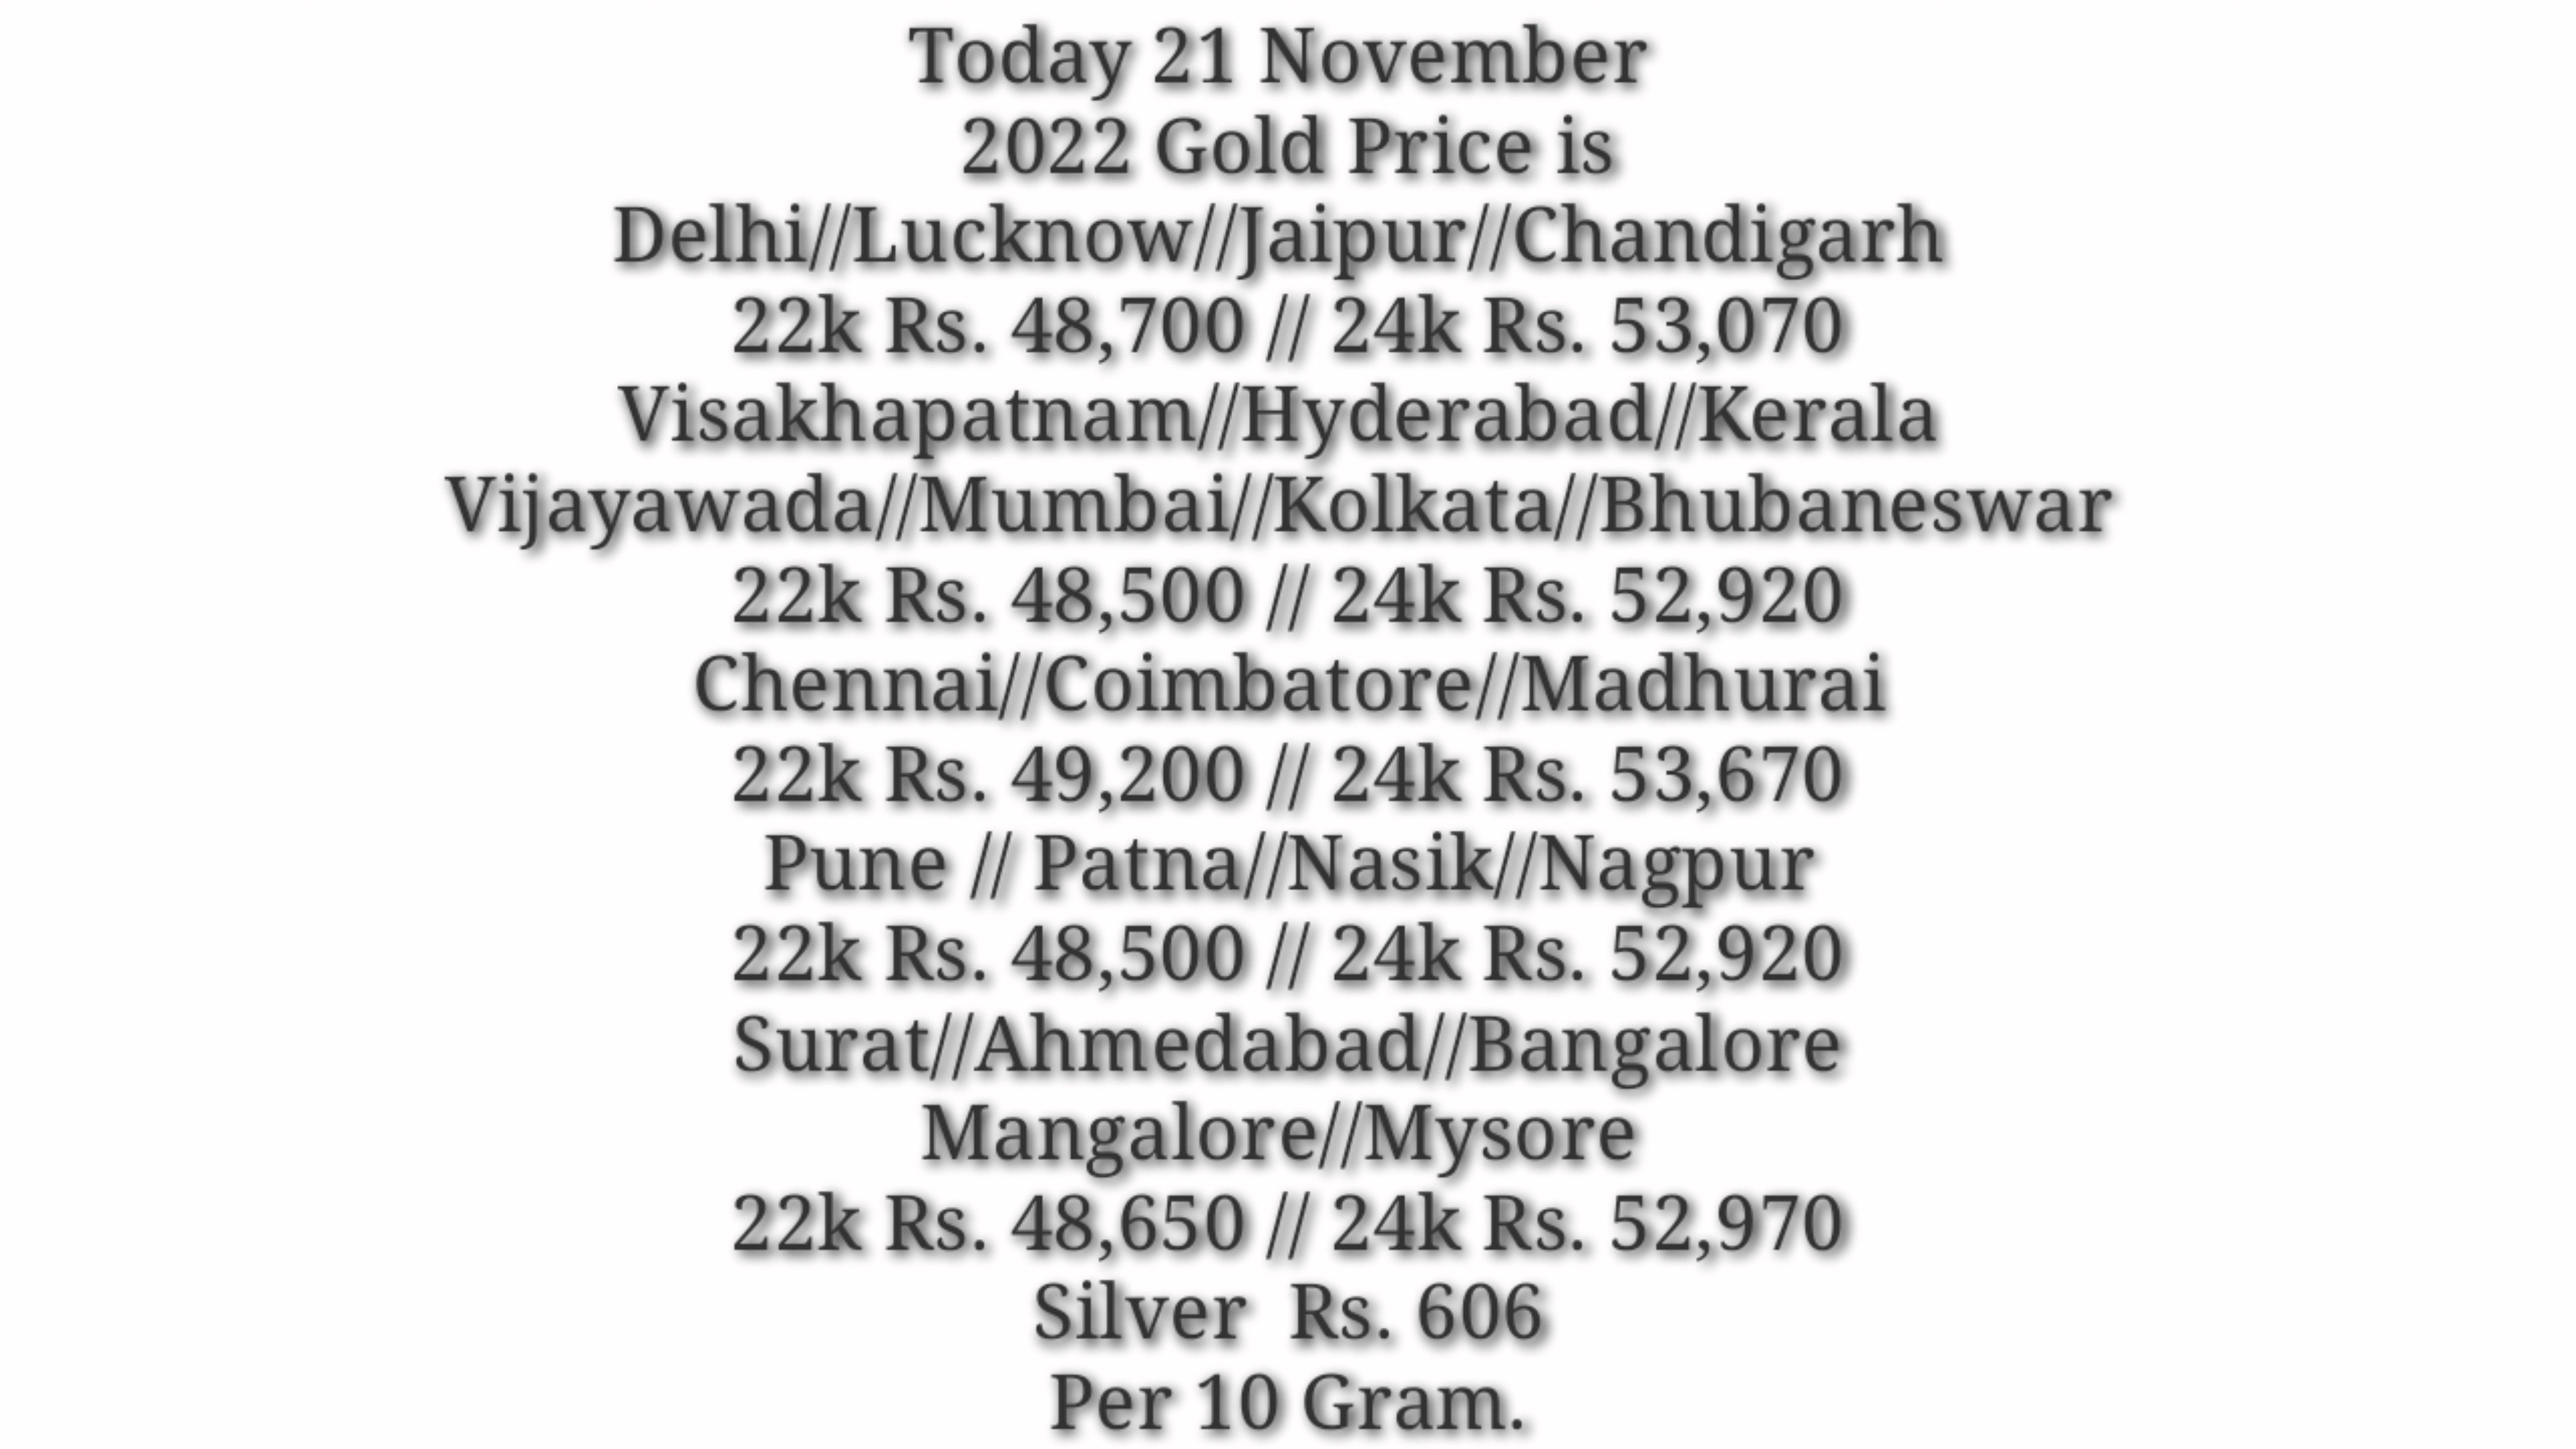 Today 21 November
2022 Gold Price is
Delhi//Lucknow//Jaipur//Chandigarh
22k Rs. 48,700 // 24k Rs. 53,070
Visakhapatnam//Hyderabad//Kerala
Vijayawada//Mumbai//Kolkata//Bhubaneswar
22k Rs. 48,500 // 24k Rs. 52,920
Chennai//Coimbatore//Madhurai
22k Rs. 49,200 // 24k Rs. 53,670
Pune // Patna//Nasik//Nagpur
22k Rs. 48,500 // 24k Rs. 52,920
Surat//Ahmedabad//Bangalore
Mangalore//Mysore
22k Rs. 48,650 // 24k Rs. 52,970
Silver  Rs. 606
Per 10 Gram.